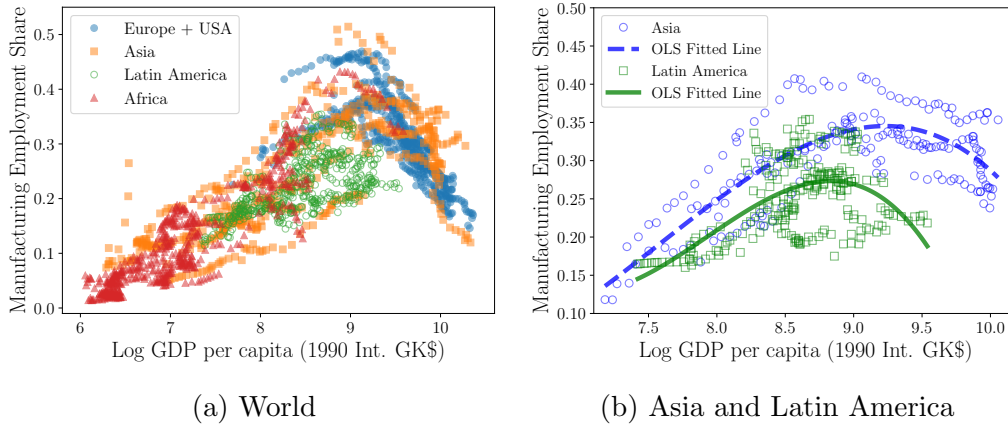 Europe + USA
Asia
Latin America
Africa
0.5
0.4
0.3
0.2
0.1
0.0
Manufacturing Employment Share
6 7 8 9 10
Log GDP per capita (1990 Int. GK$)
(a) World
Asia
OLS Fitted Line
Latin America
OLS Fitted Line
0.50
0.45
0.40
0.35
0.30
0.25
0.20
0.15
0.10
Manufacturing Employment Share
7.5 8.0 8.5 9.0 9.5 10.0
Log GDP per capita (1990 Int. GK$)
(b) Asia and Latin America